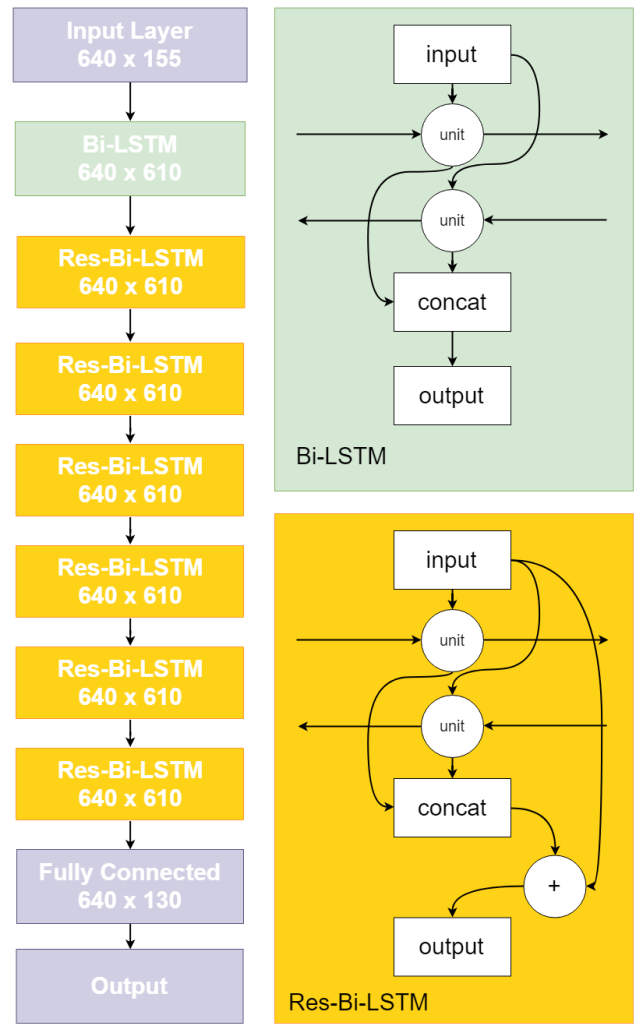 Input Layer
640 x 155
Bi-LSTM
640 x 610
Res-Bi-LSTM
640 x 610
Res-Bi-LSTM
640 x 610
Res-Bi-LSTM
640 x 610
Res-Bi-LSTM
640 x 610
Res-Bi-LSTM
640 x 610
Res-Bi-LSTM
640 x 610
Fully Connected
640 x 130
Output
input
unit
unit
concat
output
Bi-LSTM
input
unit
unit
concat
+
output
Res-Bi-LSTM